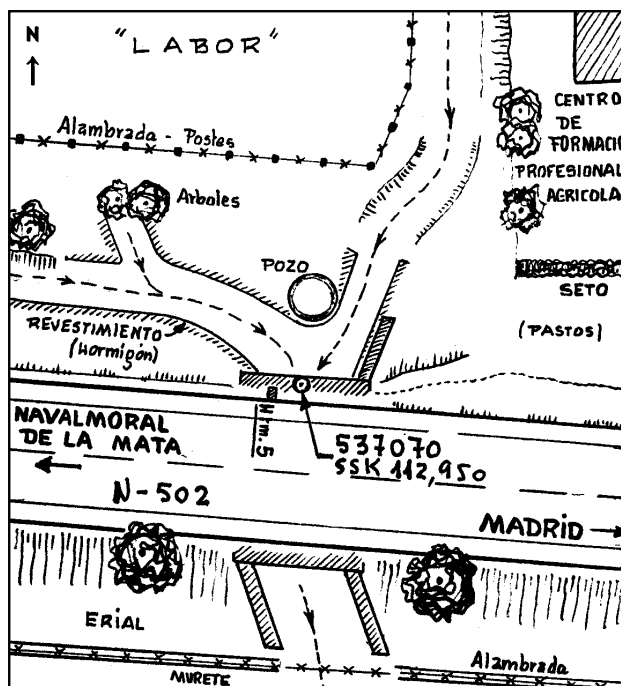 N
"LABOR"
CENTRO
DE
FORMACI
PROFESIONAL
AGRICOLA
Alambrada - Postes
Arboles
POZO
SETO
(PASTOS)
REVESTIMIENTO
(Hormigón)
NAVALMORAL
DE LA MATA
H m. 5
537070
SSK 112,950
N-502
MADRID
ERIAL
Alambrada
MURETE